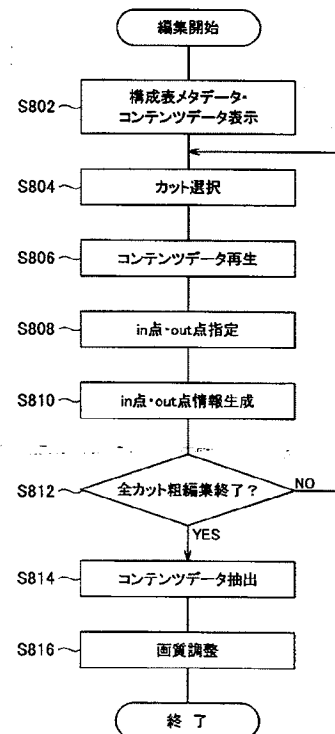 編集開始
S802
構成表メタデータ・
コンテンツデータ表示
S804
カット選択
S806
コンテンツデータ再生
S808
in点・out点指定
S810
in点・out点情報生成
S812
全カット粗編集終了?
NO
YES
S814
コンテンツデータ抽出
S816
画質調整
終 了